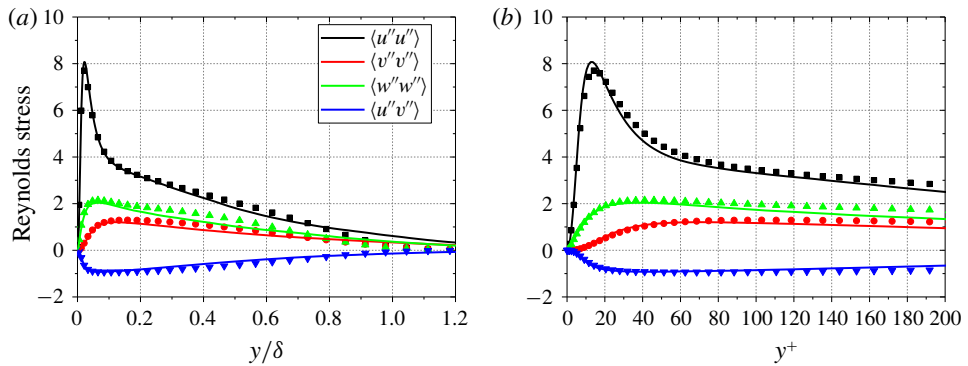 (a)
10
8
6
4
2
0
−2
Reynolds stress
⟨u″u″⟩
⟨v″v″⟩
⟨w″w″⟩
⟨u″v″⟩
0 0.2 0.4 0.6 0.8 1.0 1.2
y/δ
(b)
10
8
6
4
2
0
−2
0 20 40 60 80 100 120 140 160 180 200
y⁺